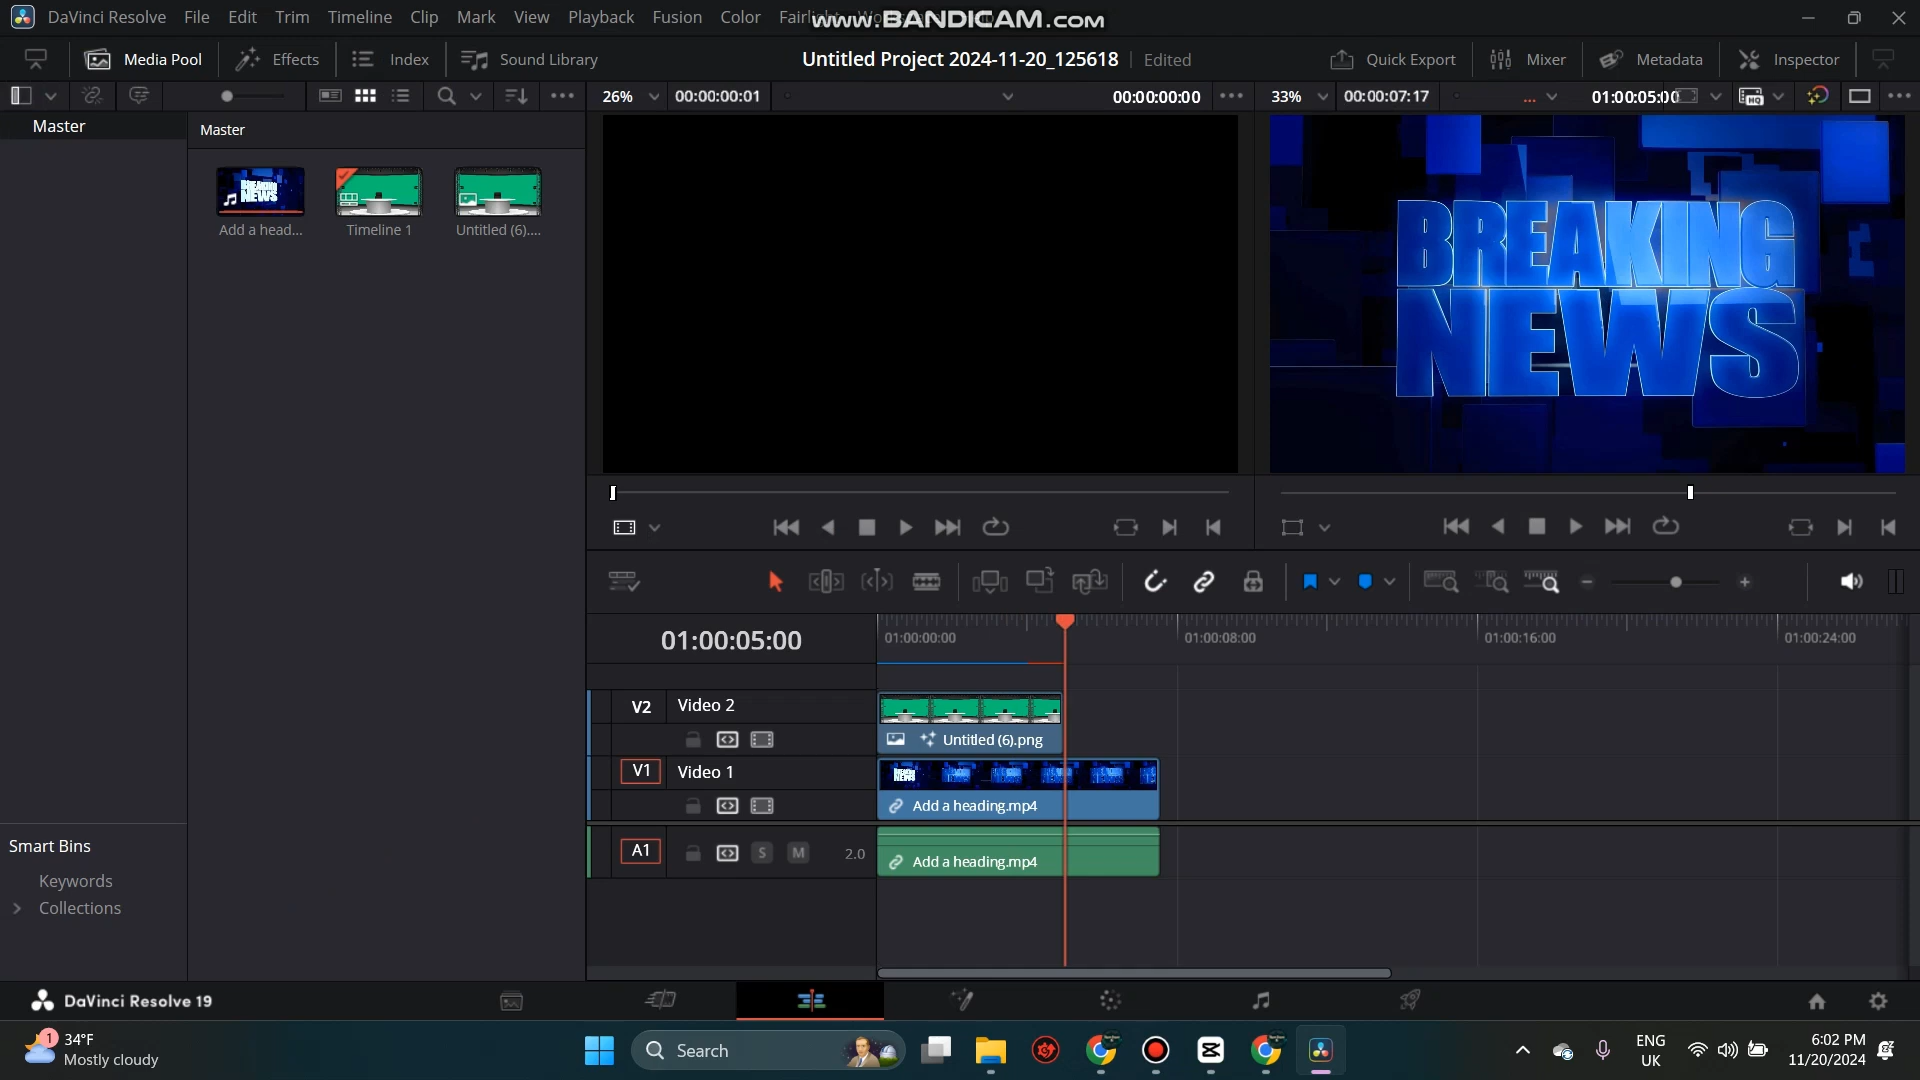 DaVinci Resolve File Edit Trim Timeline Clip Mark View Playback Fusion Color
www.BANDICAM.com
Media Pool Effects Index Sound Library
Untitled Project 2024-11-20_125618 Edited
Quick Export Mixer Metadata Inspector
26% 00:00:00:01 00:00:00:00 33% 00:00:07:17 ... 01:00:05:00
HQ
Master
Master
BREAKING
NEWS
BREAKING
NEWS
Add a head... Timeline 1 Untitled (6)....
01:00:05:00
01:00:00:00 01:00:08:00 01:00:16:00 01:00:24:00
V2 Video 2
Untitled (6).png
V1 Video 1
Add a heading.mp4
A1 S M 2.0
Add a heading.mp4
Smart Bins
Keywords
Collections
DaVinci Resolve 19
1
34°F
Mostly cloudy
Search
ENG
UK
6:02 PM
11/20/2024